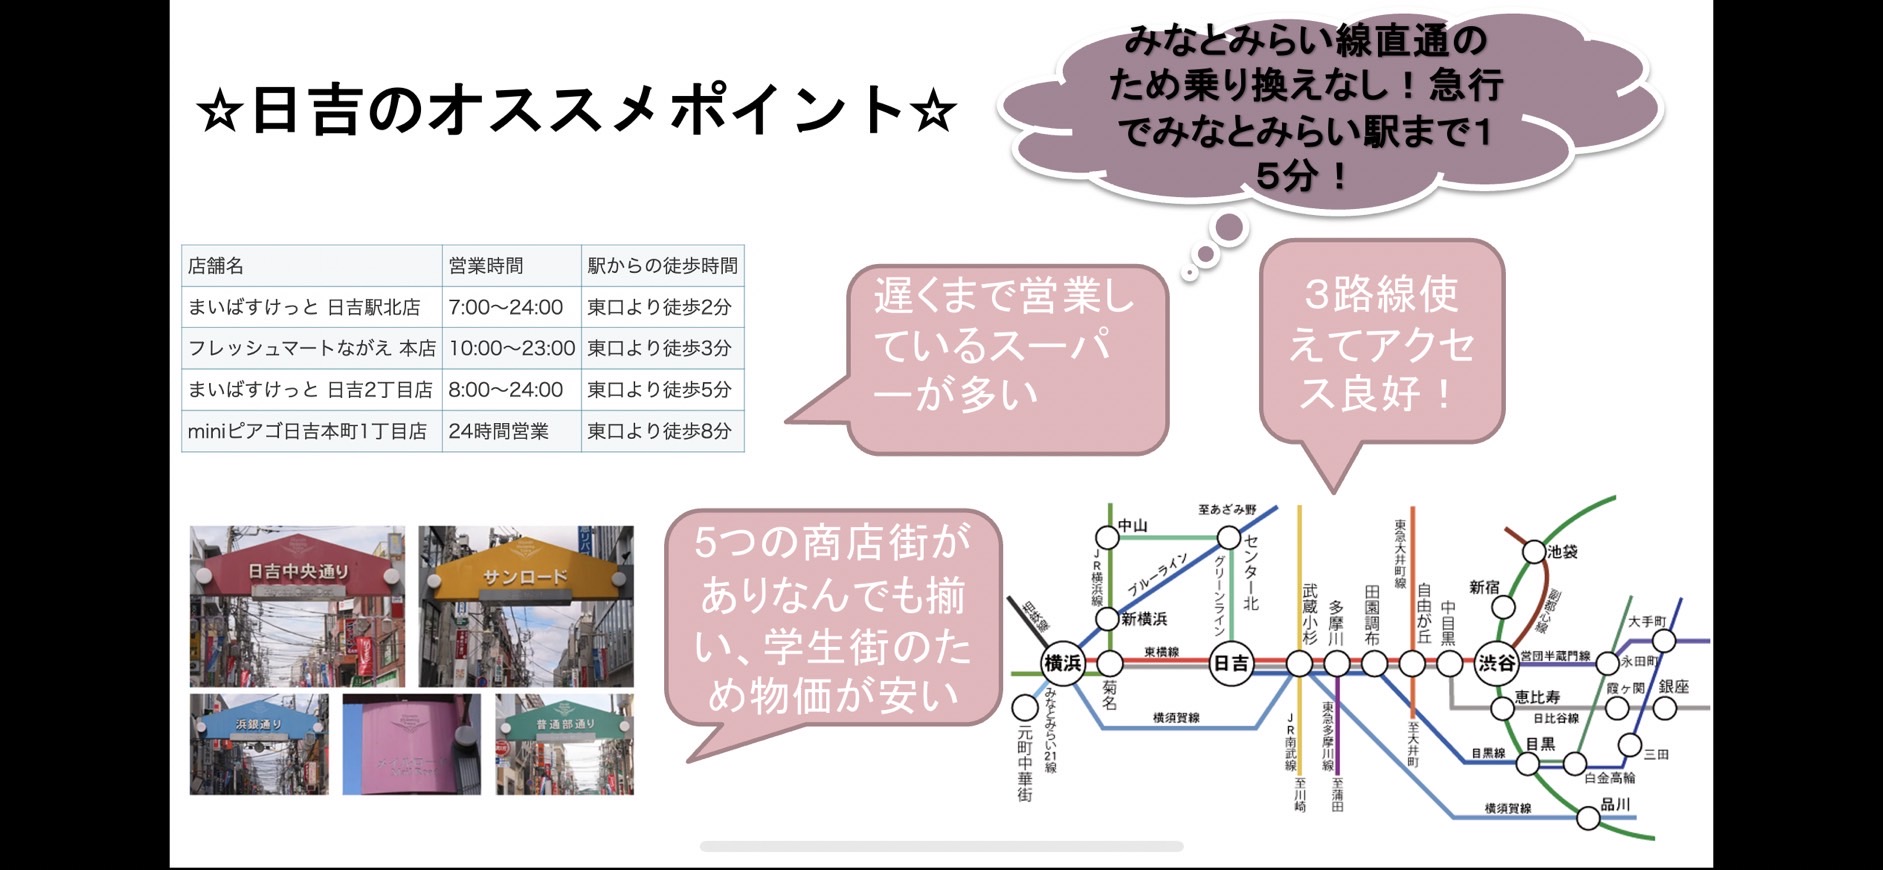 ☆日吉のオススメポイント☆
みなとみらい線直通の
ため乗り換えなし！急行
でみなとみらい駅まで１
５分！
店舗名 営業時間 駅からの徒歩時間
まいばすけっと 日吉駅北店 7:00〜24:00 東口より徒歩2分
フレッシュマートながえ 本店 10:00〜23:00 東口より徒歩3分
まいばすけっと 日吉2丁目店 8:00〜24:00 東口より徒歩5分
miniピアゴ日吉本町1丁目店 24時間営業 東口より徒歩8分
遅くまで営業し
ているスーパ
ーが多い
３路線使
えてアクセ
ス良好！
日吉中央通り
サンロード
浜銀通り
普通部通り
5つの商店街が
ありなんでも揃
い、学生街のた
め物価が安い
中山
至あざみ野
センター北
JR横浜線
ブルーライン
グリーンライン
新横浜
相鉄線
横浜
東横線
日吉
菊名
みなとみらい21線
元町中華街
横須賀線
武蔵小杉
多摩川
田園調布
東急大井町線
自由が丘
中目黒
JR南武線
至川崎
東急多摩川線
至蒲田
至大井町
池袋
新宿
副都心線
渋谷
営団半蔵門線
大手町
永田町
恵比寿
霞ヶ関
銀座
日比谷線
目黒線
目黒
三田
白金高輪
横須賀線
品川